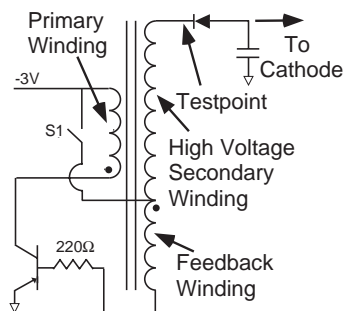 Primary
Winding
To
Cathode
-3V
Testpoint
S1
High Voltage
Secondary
Winding
220Ω
Feedback
Winding